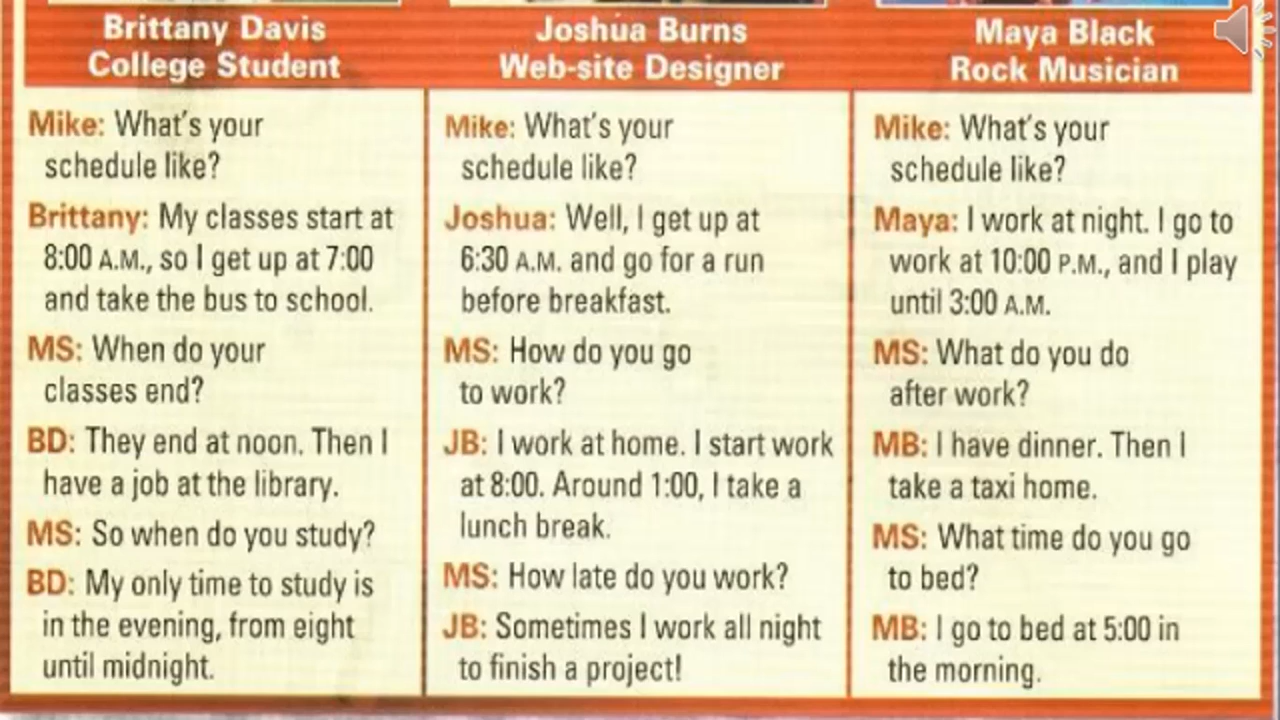 Brittany Davis
College Student
Mike: What's your
schedule like?
Brittany: My classes start at
8:00 A.M., so I get up at 7:00
and take the bus to school.
MS: When do your
classes end?
BD: They end at noon. Then I
have a job at the library.
MS: So when do you study?
BD: My only time to study is
in the evening, from eight
until midnight.
Joshua Burns
Web-site Designer
Mike: What's your
schedule like?
Joshua: Well, I get up at
6:30 A.M. and go for a run
before breakfast.
MS: How do you go
to work?
JB: I work at home. I start work
at 8:00. Around 1:00, I take a
lunch break.
MS: How late do you work?
JB: Sometimes I work all night
to finish a project!
Maya Black
Rock Musician
Mike: What's your
schedule like?
Maya: I work at night. I go to
work at 10:00 P.M., and I play
until 3:00 A.M.
MS: What do you do
after work?
MB: I have dinner. Then I
take a taxi home.
MS: What time do you go
to bed?
MB: I go to bed at 5:00 in
the morning.